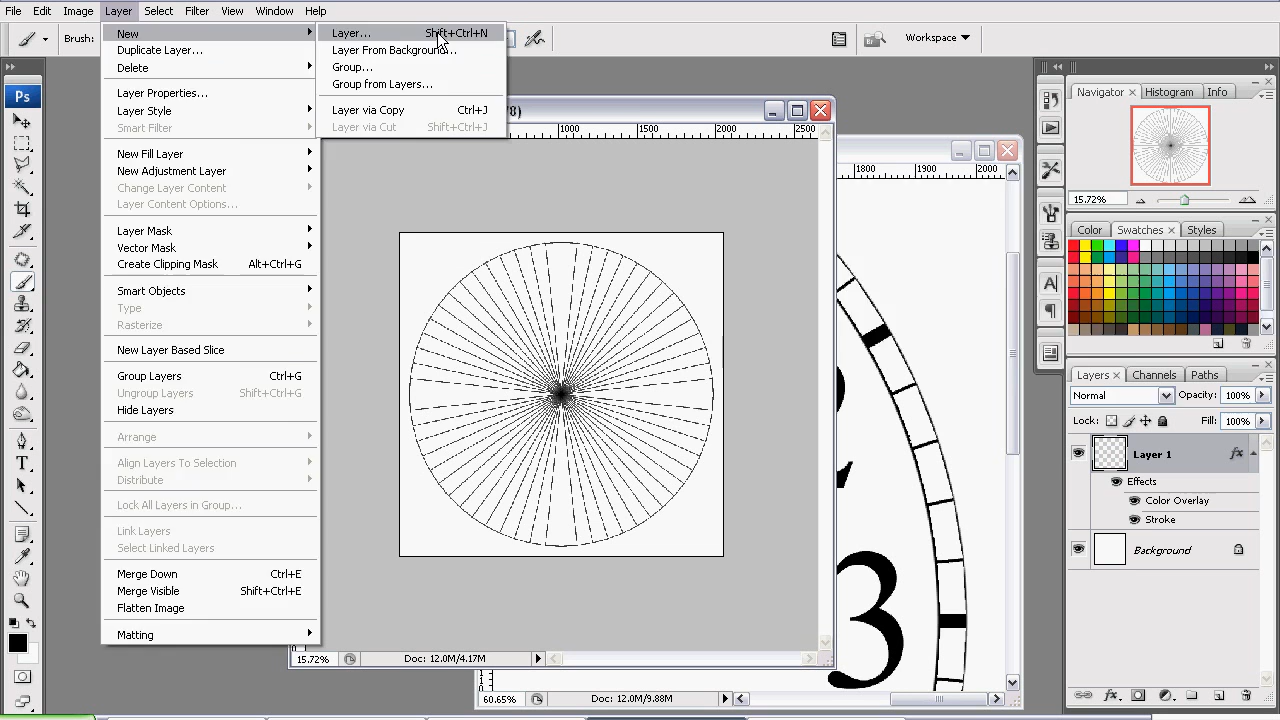 File Edit Image Layer Select Filter View Window Help
Brush:
Workspace
New
Duplicate Layer...
Delete
Layer Properties...
Layer Style
Smart Filter
New Fill Layer
New Adjustment Layer
Change Layer Content
Layer Content Options...
Layer Mask
Vector Mask
Create Clipping Mask Alt+Ctrl+G
Smart Objects
Type
Rasterize
New Layer Based Slice
Group Layers Ctrl+G
Ungroup Layers Shift+Ctrl+G
Hide Layers
Arrange
Align Layers To Selection
Distribute
Lock All Layers in Group...
Link Layers
Select Linked Layers
Merge Down Ctrl+E
Merge Visible Shift+Ctrl+E
Flatten Image
Matting
Layer... Shift+Ctrl+N
Layer From Background...
Group...
Group from Layers...
Layer via Copy Ctrl+J
Layer via Cut Shift+Ctrl+J
Ps
/8)
1000 1500 2000 2500
15.72% Doc: 12.0M/4.17M
1800 1900 2000
3
60.65% Doc: 12.0M/9.88M
Navigator × Histogram Info
15.72%
Color Swatches × Styles
Layers × Channels Paths
Normal Opacity: 100%
Lock: Fill: 100%
Layer 1 fx
Effects
Color Overlay
Stroke
Background